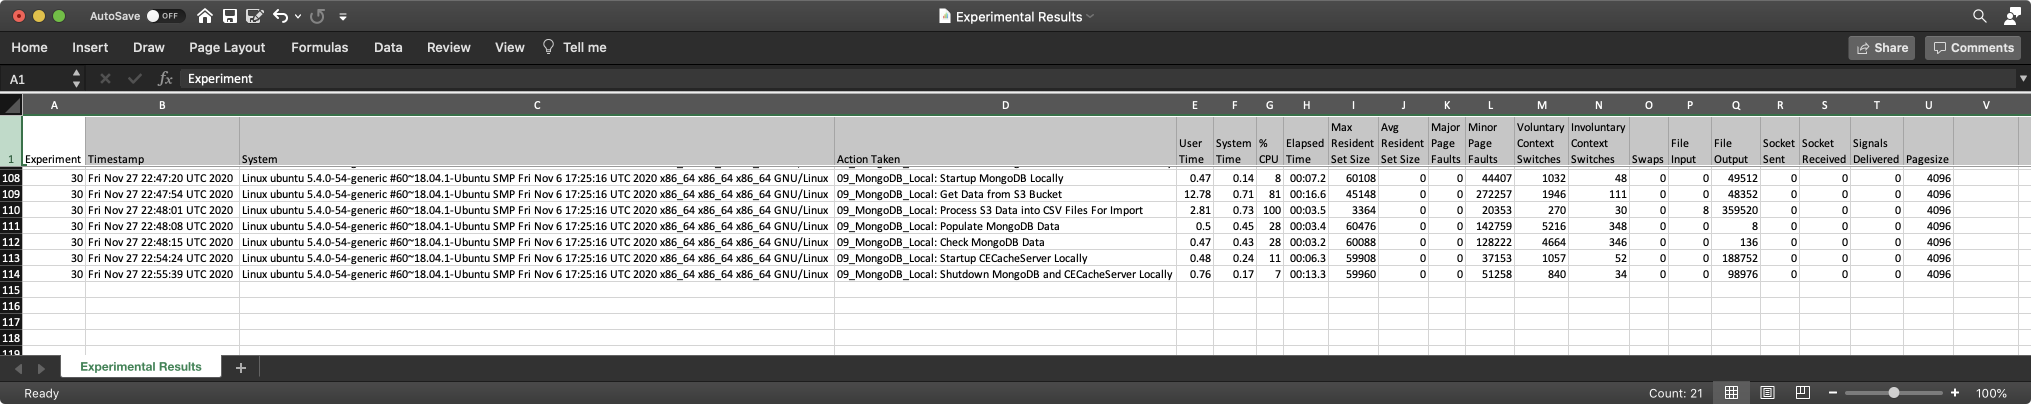 AutoSave OFF Experimental Results
Home Insert Draw Page Layout Formulas Data Review View Tell me Share Comments
A1 fx Experiment
A B C D E F G H I J K L M N O P Q R S T U V
1 Experiment Timestamp System Action Taken User Time System Time % CPU Elapsed Time Max Resident Set Size Avg Resident Set Size Major Page Faults Minor Page Faults Voluntary Context Switches Involuntary Context Switches Swaps File Input File Output Socket Sent Socket Received Signals Delivered Pagesize
108 30 Fri Nov 27 22:47:20 UTC 2020 Linux ubuntu 5.4.0-54-generic #60~18.04.1-Ubuntu SMP Fri Nov 6 17:25:16 UTC 2020 x86_64 x86_64 x86_64 GNU/Linux 09_MongoDB_Local: Startup MongoDB Locally 0.47 0.14 8 00:07.2 60108 0 0 44407 1032 48 0 0 49512 0 0 0 4096
109 30 Fri Nov 27 22:47:54 UTC 2020 Linux ubuntu 5.4.0-54-generic #60~18.04.1-Ubuntu SMP Fri Nov 6 17:25:16 UTC 2020 x86_64 x86_64 x86_64 GNU/Linux 09_MongoDB_Local: Get Data from S3 Bucket 12.78 0.71 81 00:16.6 45148 0 0 272257 1946 111 0 0 48352 0 0 0 4096
110 30 Fri Nov 27 22:48:01 UTC 2020 Linux ubuntu 5.4.0-54-generic #60~18.04.1-Ubuntu SMP Fri Nov 6 17:25:16 UTC 2020 x86_64 x86_64 x86_64 GNU/Linux 09_MongoDB_Local: Process S3 Data into CSV Files For Import 2.81 0.73 100 00:03.5 3364 0 0 20353 270 30 0 8 359520 0 0 0 4096
111 30 Fri Nov 27 22:48:08 UTC 2020 Linux ubuntu 5.4.0-54-generic #60~18.04.1-Ubuntu SMP Fri Nov 6 17:25:16 UTC 2020 x86_64 x86_64 x86_64 GNU/Linux 09_MongoDB_Local: Populate MongoDB Data 0.5 0.45 28 00:03.4 60476 0 0 142759 5216 348 0 0 8 0 0 0 4096
112 30 Fri Nov 27 22:48:15 UTC 2020 Linux ubuntu 5.4.0-54-generic #60~18.04.1-Ubuntu SMP Fri Nov 6 17:25:16 UTC 2020 x86_64 x86_64 x86_64 GNU/Linux 09_MongoDB_Local: Check MongoDB Data 0.47 0.43 28 00:03.2 60088 0 0 128222 4664 346 0 0 136 0 0 0 4096
113 30 Fri Nov 27 22:54:24 UTC 2020 Linux ubuntu 5.4.0-54-generic #60~18.04.1-Ubuntu SMP Fri Nov 6 17:25:16 UTC 2020 x86_64 x86_64 x86_64 GNU/Linux 09_MongoDB_Local: Startup CECacheServer Locally 0.48 0.24 11 00:06.3 59908 0 0 37153 1057 52 0 0 188752 0 0 0 4096
114 30 Fri Nov 27 22:55:39 UTC 2020 Linux ubuntu 5.4.0-54-generic #60~18.04.1-Ubuntu SMP Fri Nov 6 17:25:16 UTC 2020 x86_64 x86_64 x86_64 GNU/Linux 09_MongoDB_Local: Shutdown MongoDB and CECacheServer Locally 0.76 0.17 7 00:13.3 59960 0 0 51258 840 34 0 0 98976 0 0 0 4096
115
116
117
118
119
Experimental Results +
Ready Count: 21 − + 100%